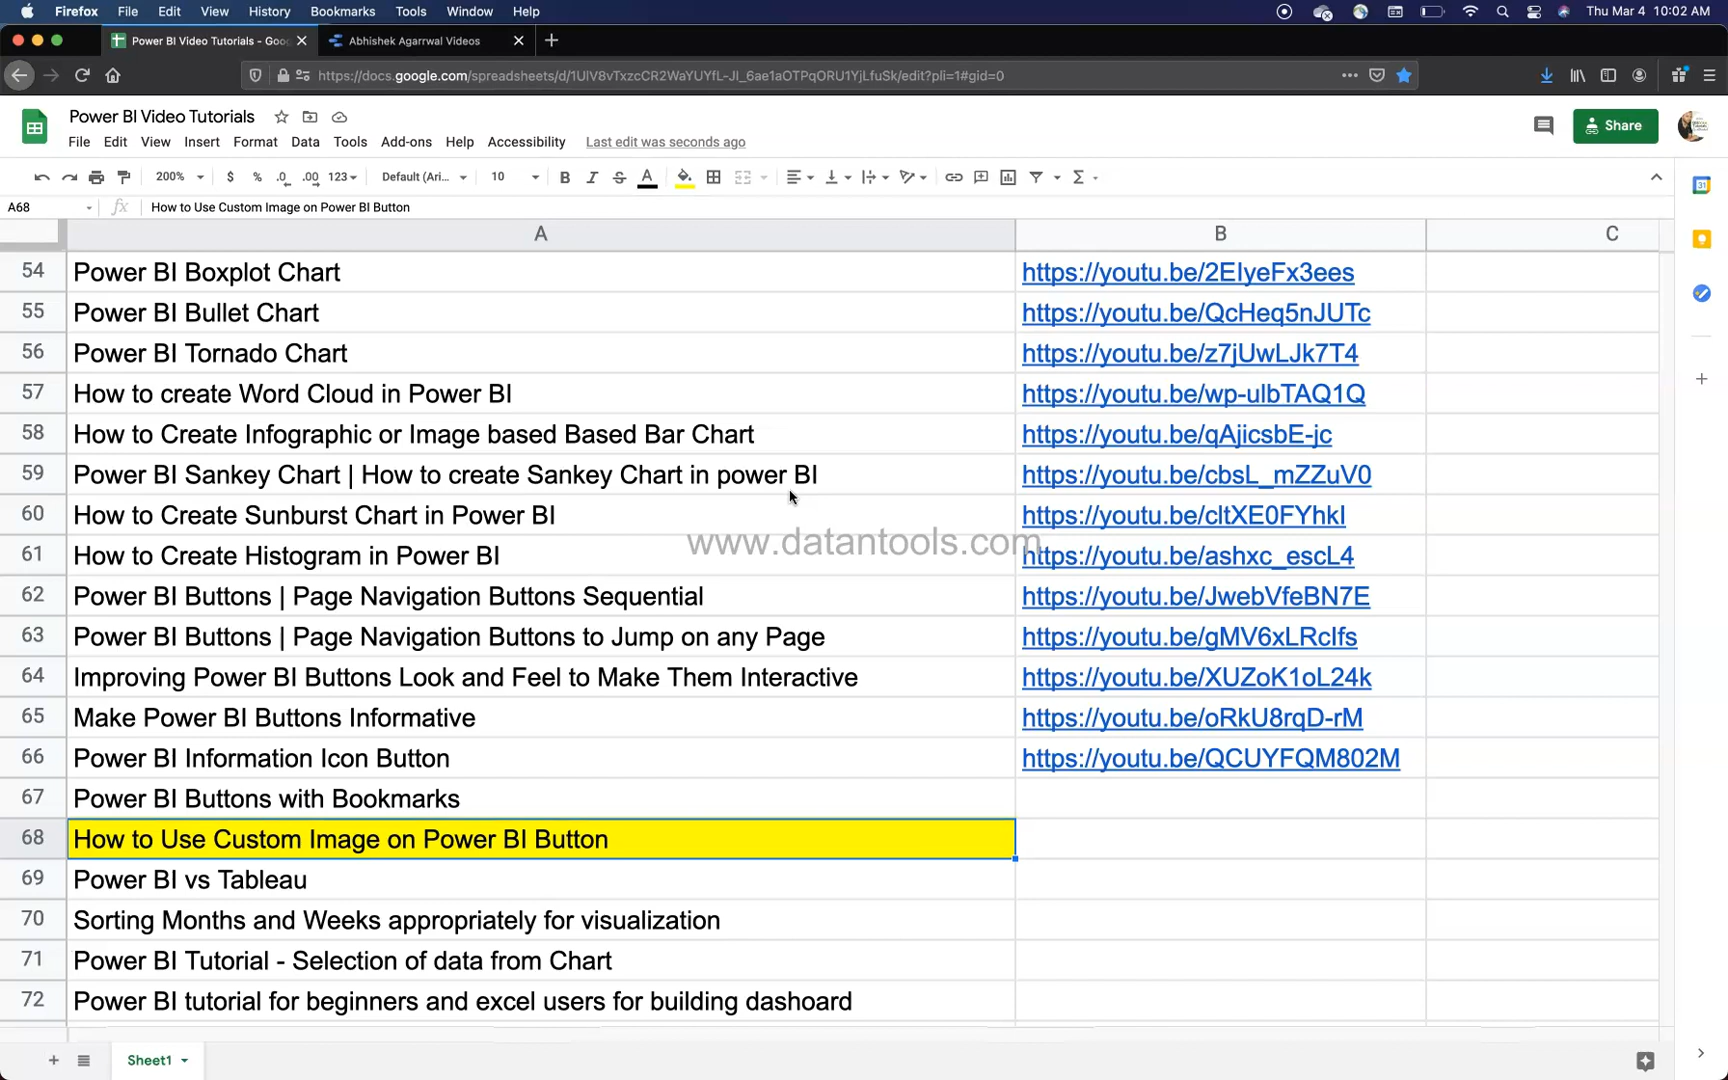 Firefox File Edit View History Bookmarks Tools Window Help Thu Mar 4 10:02 AM
Power BI Video Tutorials - Goo Abhishek Agarrwal Videos
https://docs.google.com/spreadsheets/d/
Power BI Video Tutorials
Share
File Edit View Insert Format Data Tools Add-ons Help Accessibility Last edit was seconds ago
200% $ % .0 .00 123 Default (Ari... 10 B I S A
A68 fx How to Use Custom Image on Power BI Button
A B C
54 Power BI Boxplot Chart https://youtu.be/2EIyeFx3ees
55 Power BI Bullet Chart https://youtu.be/QcHeq5nJUTc
56 Power BI Tornado Chart https://youtu.be/z7jUwLJk7T4
57 How to create Word Cloud in Power BI https://youtu.be/wp-ulbTAQ1Q
58 How to Create Infographic or Image based Based Bar Chart https://youtu.be/qAjicsbE-jc
59 Power BI Sankey Chart | How to create Sankey Chart in power BI https://youtu.be/cbsL_mZZuV0
60 How to Create Sunburst Chart in Power BI https://youtu.be/cltXE0FYhkI
www.datantools.com
61 How to Create Histogram in Power BI https://youtu.be/ashxc_escL4
62 Power BI Buttons | Page Navigation Buttons Sequential https://youtu.be/JwebVfeBN7E
63 Power BI Buttons | Page Navigation Buttons to Jump on any Page https://youtu.be/gMV6xLRcIfs
64 Improving Power BI Buttons Look and Feel to Make Them Interactive https://youtu.be/XUZoK1oL24k
65 Make Power BI Buttons Informative https://youtu.be/oRkU8rqD-rM
66 Power BI Information Icon Button https://youtu.be/QCUYFQM802M
67 Power BI Buttons with Bookmarks
68 How to Use Custom Image on Power BI Button
69 Power BI vs Tableau
70 Sorting Months and Weeks appropriately for visualization
71 Power BI Tutorial - Selection of data from Chart
72 Power BI tutorial for beginners and excel users for building dashoard
Sheet1